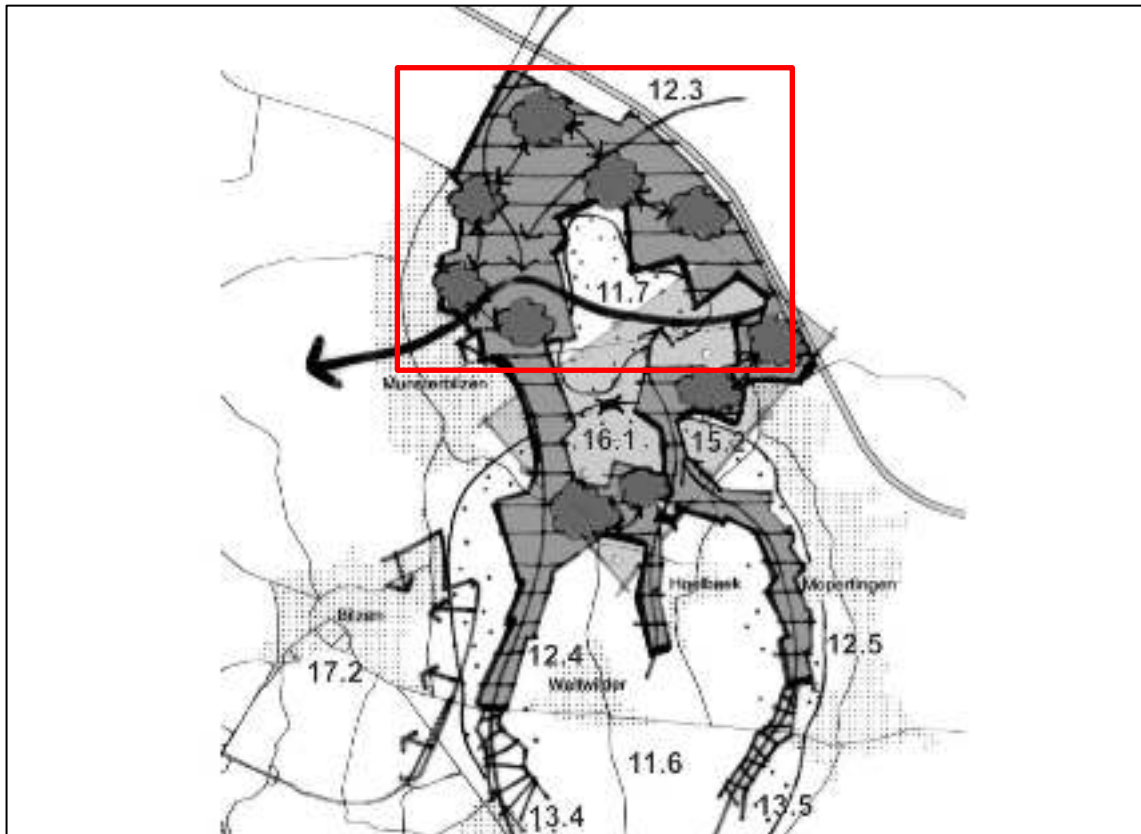 12.3
11.7
Munsterbilzen
16.1
15.2
Hoelbeek
Mopertingen
Bilzen
12.4
12.5
17.2
Waltwilder
11.6
13.4
13.5